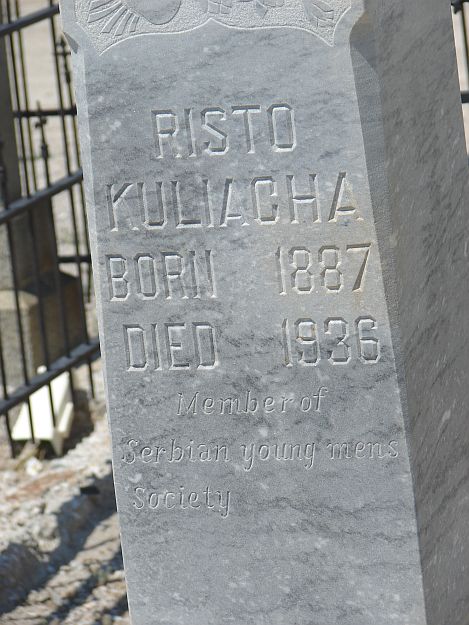 RISTO
KULIACHA
BORN 1887
DIED 1936
Member of
Serbian young mens
Society